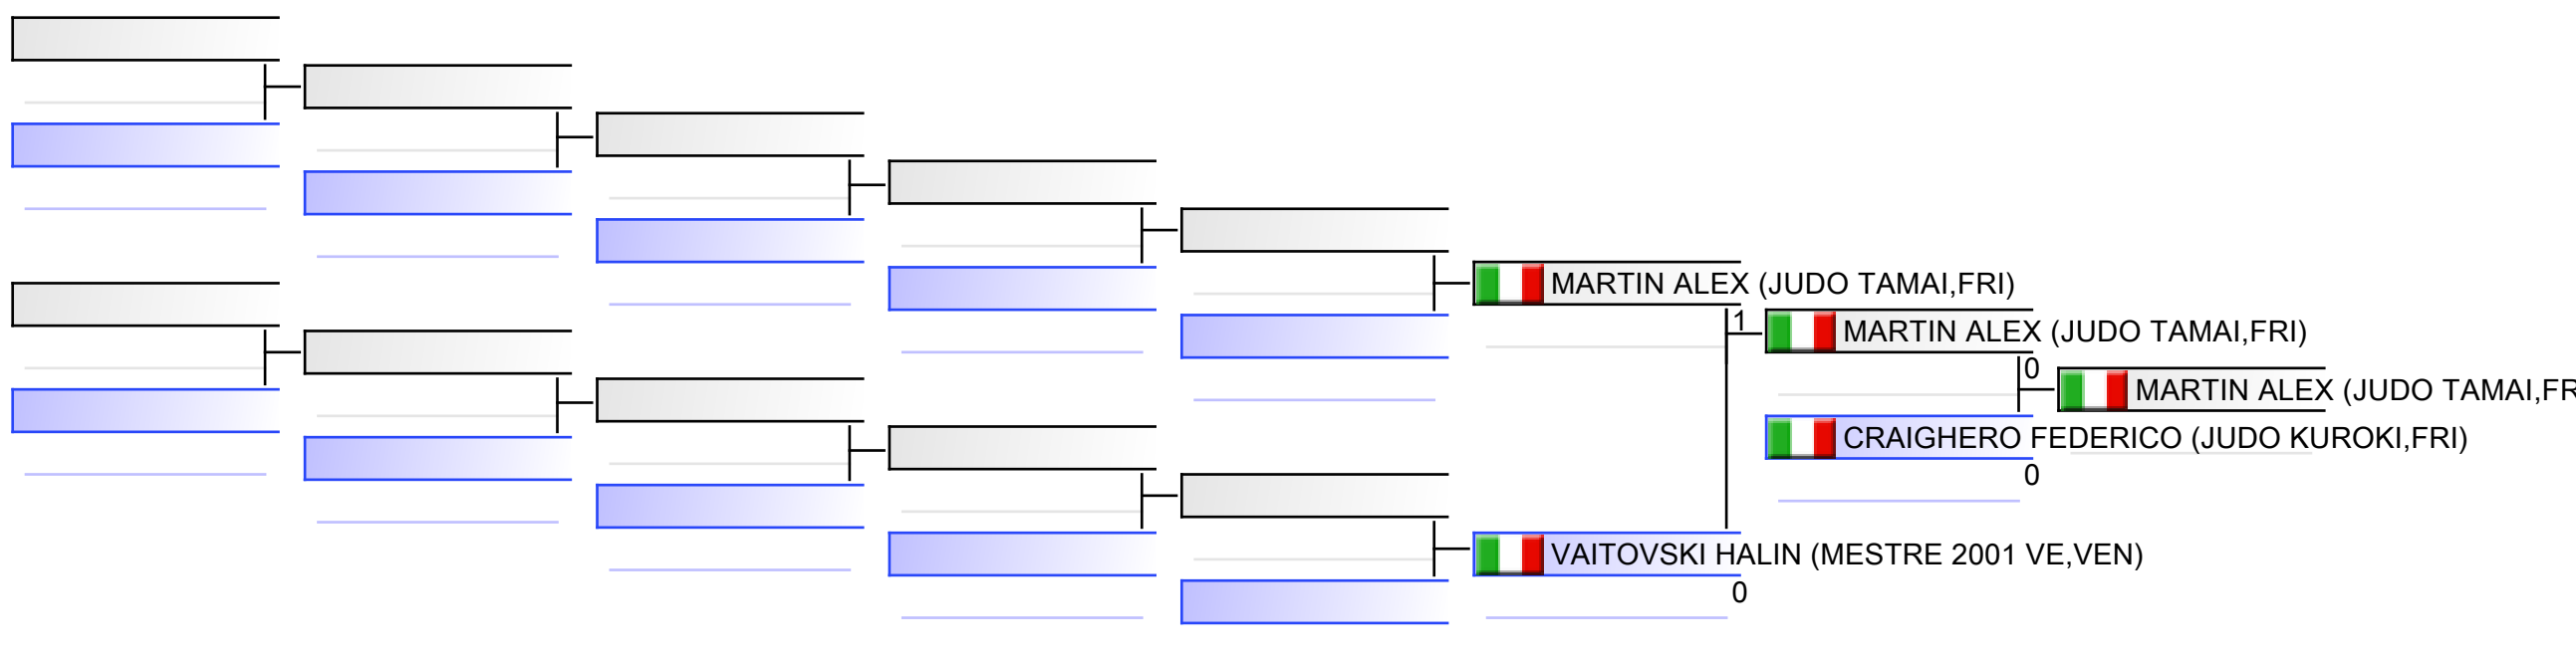 MARTIN ALEX (JUDO TAMAI,FRI)
1
MARTIN ALEX (JUDO TAMAI,FRI)
0
MARTIN ALEX (JUDO TAMAI,FR
CRAIGHERO FEDERICO (JUDO KUROKI,FRI)
0
VAITOVSKI HALIN (MESTRE 2001 VE,VEN)
0